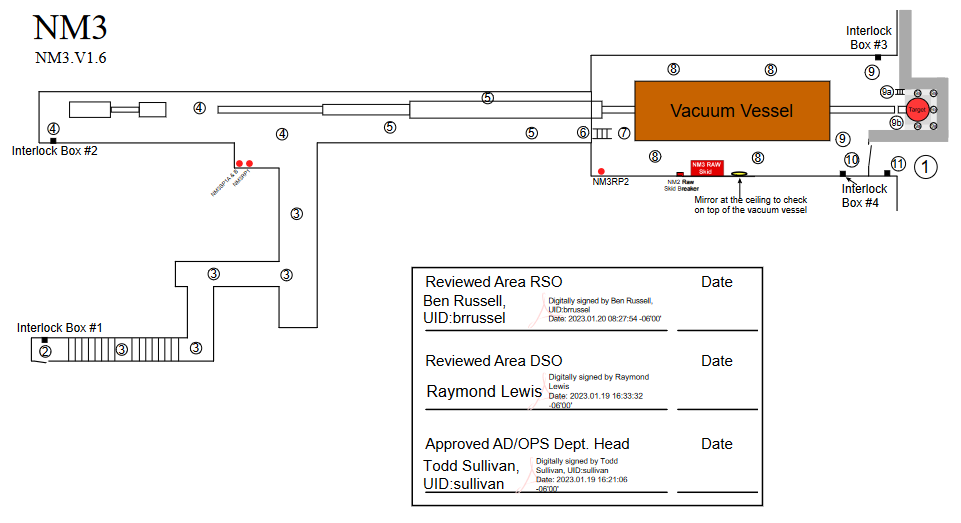 NM3
NM3.V1.6
Interlock
Box #3
8
8
9
9a
Target
9b
9
5
4
5
5
6
7
Vacuum Vessel
4
4
Interlock Box #2
8
8
10
11
1
NM3 RAW
Skid
NM3RP2
NM2 Raw
Skid Breaker
Interlock
Box #4
Mirror at the ceiling to check
on top of the vacuum vessel
NM3RP1
3
3
3
Interlock Box #1
2
3
3
Reviewed Area RSO
Date
Ben Russell,
UID:brrussel
Digitally signed by Ben Russell,
UID:brrussel
Date: 2023.01.20 08:27:54 -06'00'
Reviewed Area DSO
Date
Raymond Lewis
Digitally signed by Raymond
Lewis
Date: 2023.01.19 16:33:32
-06'00'
Approved AD/OPS Dept. Head
Date
Todd Sullivan,
UID:sullivan
Digitally signed by Todd
Sullivan, UID:sullivan
Date: 2023.01.19 16:21:06
-06'00'